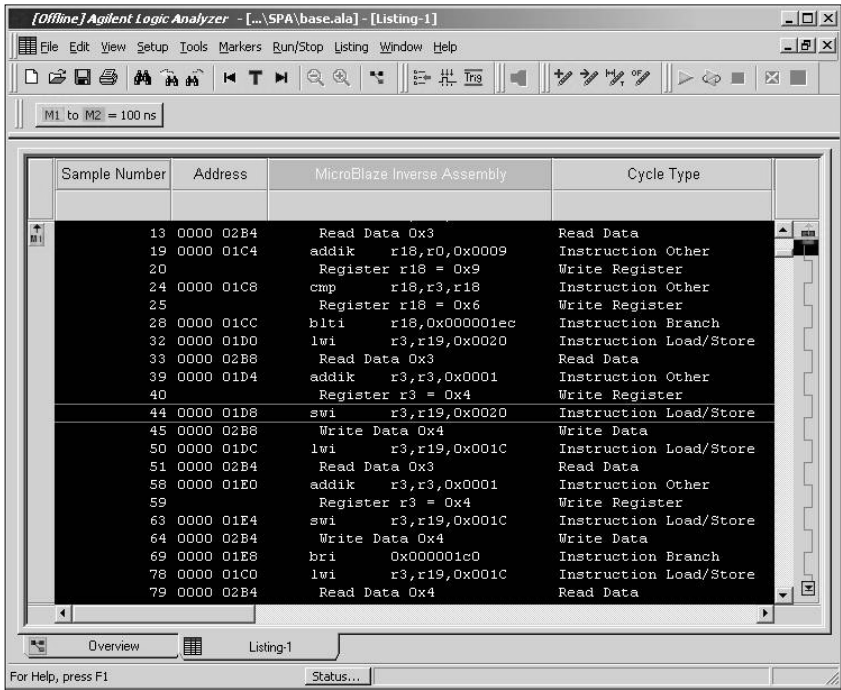 [Offline] Agilent Logic Analyzer - [...\SPA\base.ala] - [Listing-1]
File Edit View Setup Tools Markers Run/Stop Listing Window Help
T Trig
M1 to M2 = 100 ns
Sample Number Address MicroBlaze Inverse Assembly Cycle Type
M1
13 0000 02B4 Read Data 0x3 Read Data
19 0000 01C4 addik r18,r0,0x0009 Instruction Other
20 Register r18 = 0x9 Write Register
24 0000 01C8 cmp r18,r3,r18 Instruction Other
25 Register r18 = 0x6 Write Register
28 0000 01CC blti r18,0x000001ec Instruction Branch
32 0000 01D0 lwi r3,r19,0x0020 Instruction Load/Store
33 0000 02B8 Read Data 0x3 Read Data
39 0000 01D4 addik r3,r3,0x0001 Instruction Other
40 Register r3 = 0x4 Write Register
44 0000 01D8 swi r3,r19,0x0020 Instruction Load/Store
45 0000 02B8 Write Data 0x4 Write Data
50 0000 01DC lwi r3,r19,0x001C Instruction Load/Store
51 0000 02B4 Read Data 0x3 Read Data
58 0000 01E0 addik r3,r3,0x0001 Instruction Other
59 Register r3 = 0x4 Write Register
63 0000 01E4 swi r3,r19,0x001C Instruction Load/Store
64 0000 02B4 Write Data 0x4 Write Data
69 0000 01E8 bri 0x000001c0 Instruction Branch
78 0000 01C0 lwi r3,r19,0x001C Instruction Load/Store
79 0000 02B4 Read Data 0x4 Read Data
Overview Listing-1
For Help, press F1 Status...